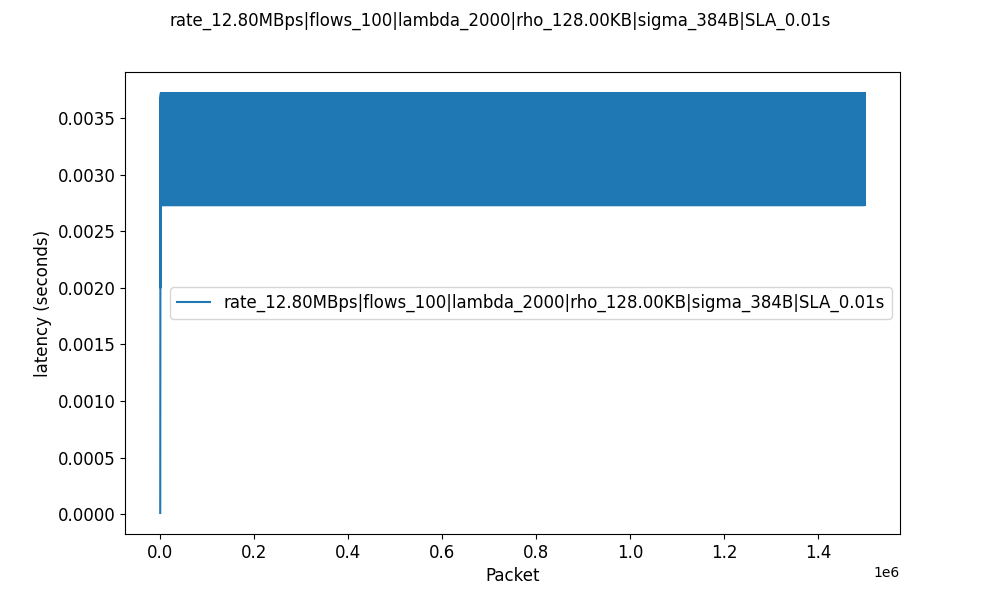 rate_12.80MBps|flows_100|lambda_2000|rho_128.00KB|sigma_384B|SLA_0.01s
0.0035
0.0030
0.0025
0.0020
0.0015
0.0010
0.0005
0.0000
latency (seconds)
rate_12.80MBps|flows_100|lambda_2000|rho_128.00KB|sigma_384B|SLA_0.01s
0.0 0.2 0.4 0.6 0.8 1.0 1.2 1.4
1e6
Packet